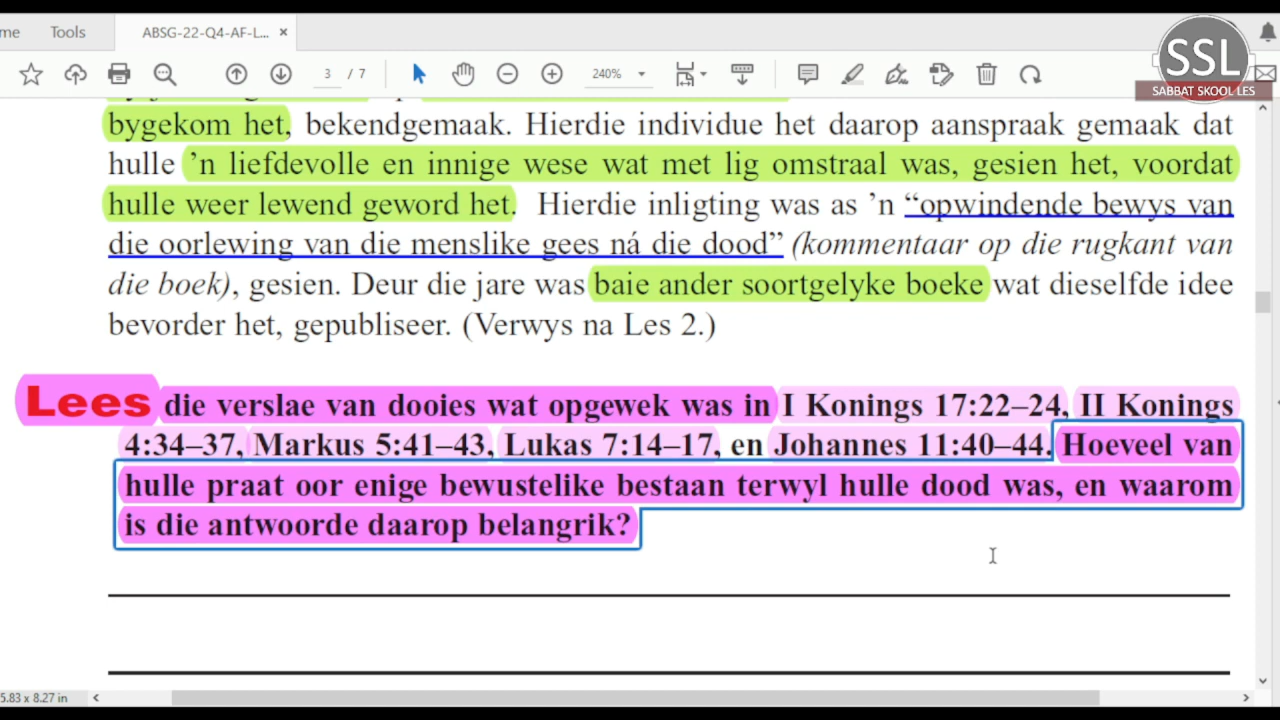 me Tools ABSG-22-Q4-AF-L... ×
SSL
SABBAT SKOOL LES
3 / 7 240%
bygekom het, bekendgemaak. Hierdie individue het daarop aanspraak gemaak dat
hulle ’n liefdevolle en innige wese wat met lig omstraal was, gesien het, voordat
hulle weer lewend geword het. Hierdie inligting was as ’n “opwindende bewys van
die oorlewing van die menslike gees ná die dood” (kommentaar op die rugkant van
die boek), gesien. Deur die jare was baie ander soortgelyke boeke wat dieselfde idee
bevorder het, gepubliseer. (Verwys na Les 2.)
Lees die verslae van dooies wat opgewek was in I Konings 17:22–24, II Konings
4:34–37, Markus 5:41–43, Lukas 7:14–17, en Johannes 11:40–44. Hoeveel van
hulle praat oor enige bewustelike bestaan terwyl hulle dood was, en waarom
is die antwoorde daarop belangrik?
5.83 x 8.27 in